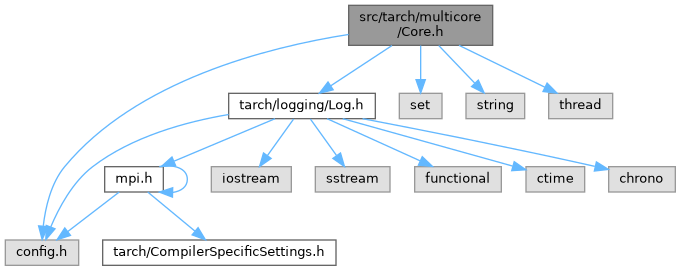 src/tarch/multicore
/Core.h
tarch/logging/Log.h
set
string
thread
mpi.h
iostream
sstream
functional
ctime
chrono
config.h
tarch/CompilerSpecificSettings.h